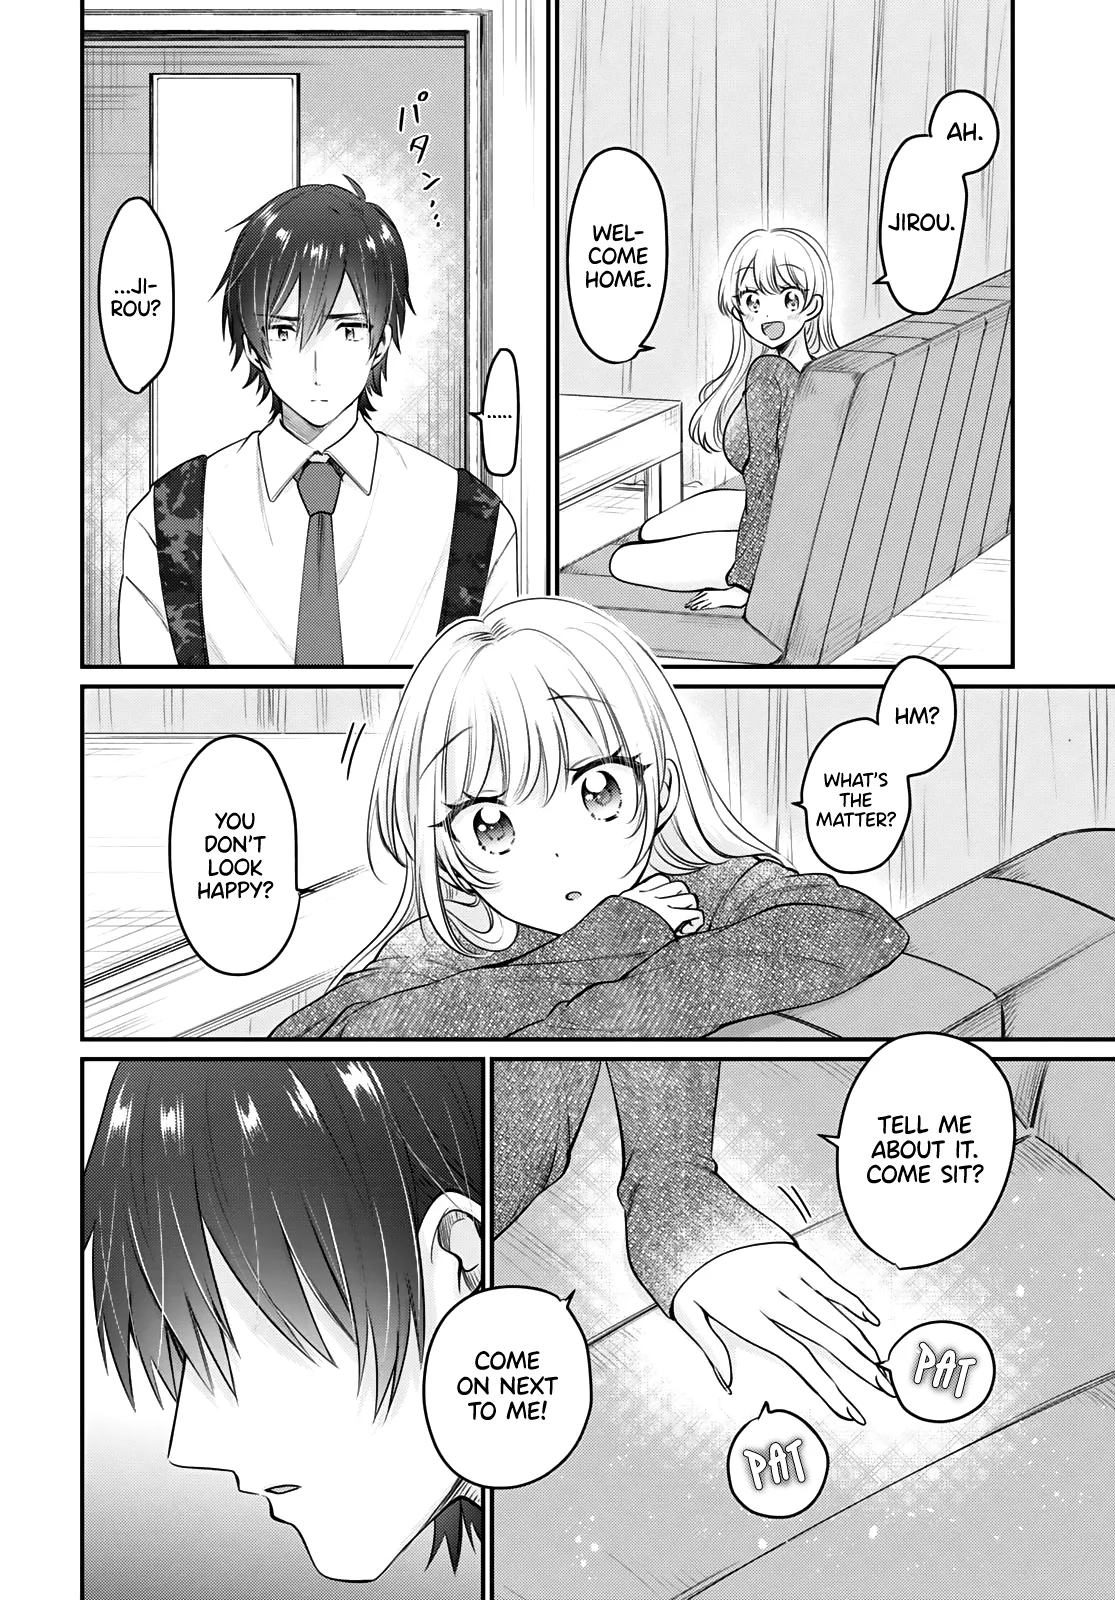 AH.
JIROU.
WEL-
COME
HOME.
パタン…
......
...JI-
ROU?
HM?
WHAT'S
THE
MATTER?
YOU
DON'T
LOOK
HAPPY?
TELL ME
ABOUT IT.
COME SIT?
PAT
PAT
COME
ON NEXT
TO ME!